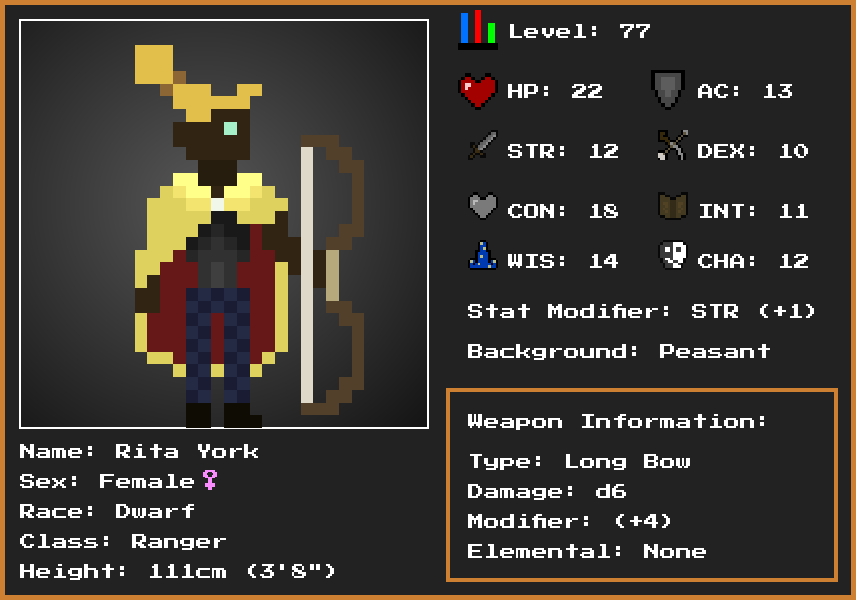 Level: 77
HP: 22
AC: 13
STR: 12
DEX: 10
CON: 18
INT: 11
WIS: 14
CHA: 12
Stat Modifier: STR (+1)
Background: Peasant
Name: Rita York
Sex: Female♀
Race: Dwarf
Class: Ranger
Height: 111cm (3'8")
Weapon Information:
Type: Long Bow
Damage: d6
Modifier: (+4)
Elemental: None